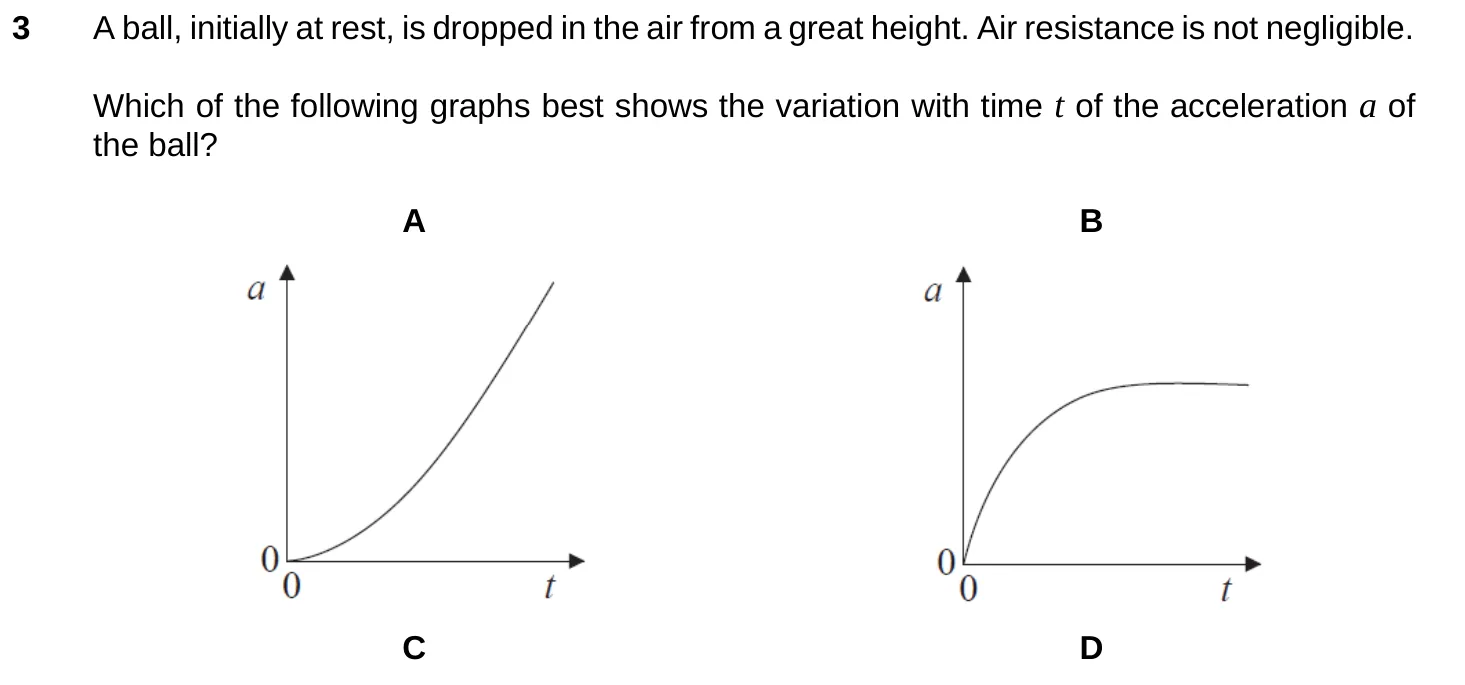 3 A ball, initially at rest, is dropped in the air from a great height. Air resistance is not negligible.
Which of the following graphs best shows the variation with time t of the acceleration a of
the ball?
A B
a a
0 0
0 t 0 t
C D